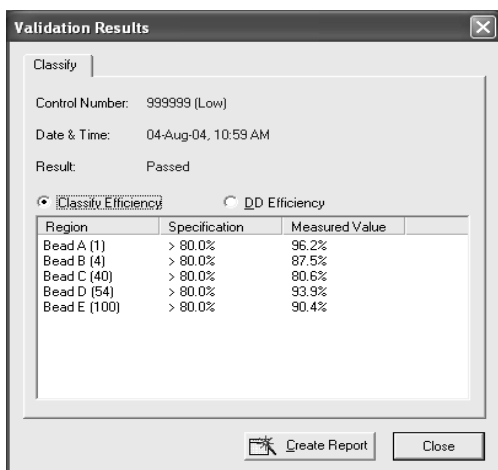 Validation Results
Classify
Control Number: 999999 (Low)
Date & Time: 04-Aug-04, 10:59 AM
Result: Passed
Classify Efficiency DD Efficiency
Region Specification Measured Value
Bead A (1) > 80.0% 96.2%
Bead B (4) > 80.0% 87.5%
Bead C (40) > 80.0% 80.6%
Bead D (54) > 80.0% 93.9%
Bead E (100) > 80.0% 90.4%
Create Report Close